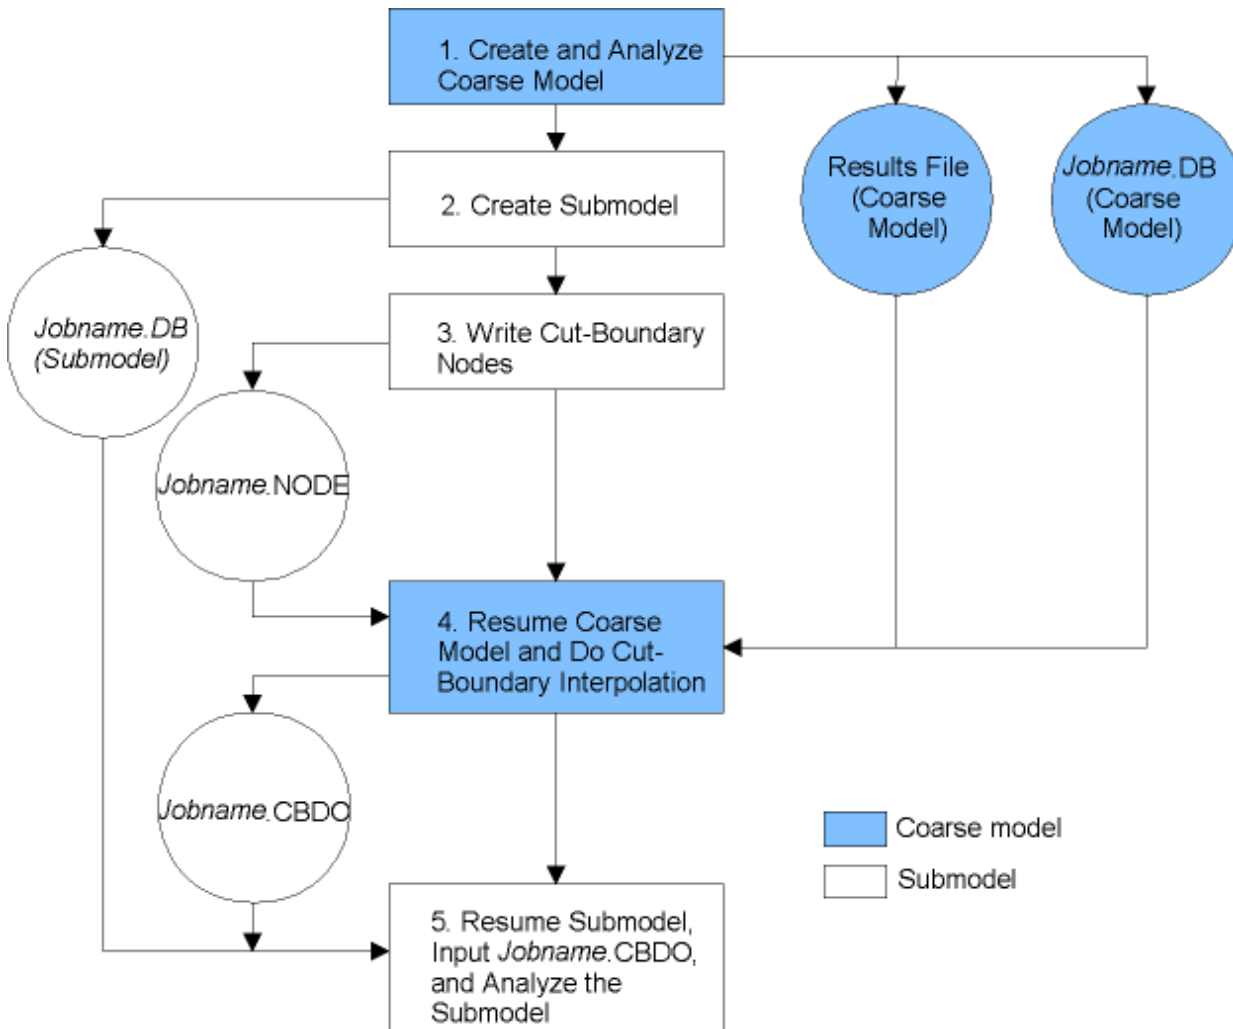 1. Create and Analyze
Coarse Model
Results File
(Coarse
Model)
Jobname.DB
(Coarse
Model)
2. Create Submodel
Jobname.DB
(Submodel)
3. Write Cut-Boundary
Nodes
Jobname.NODE
4. Resume Coarse
Model and Do Cut-
Boundary Interpolation
Jobname.CBDO
Coarse model
Submodel
5. Resume Submodel,
Input Jobname.CBDO,
and Analyze the
Submodel